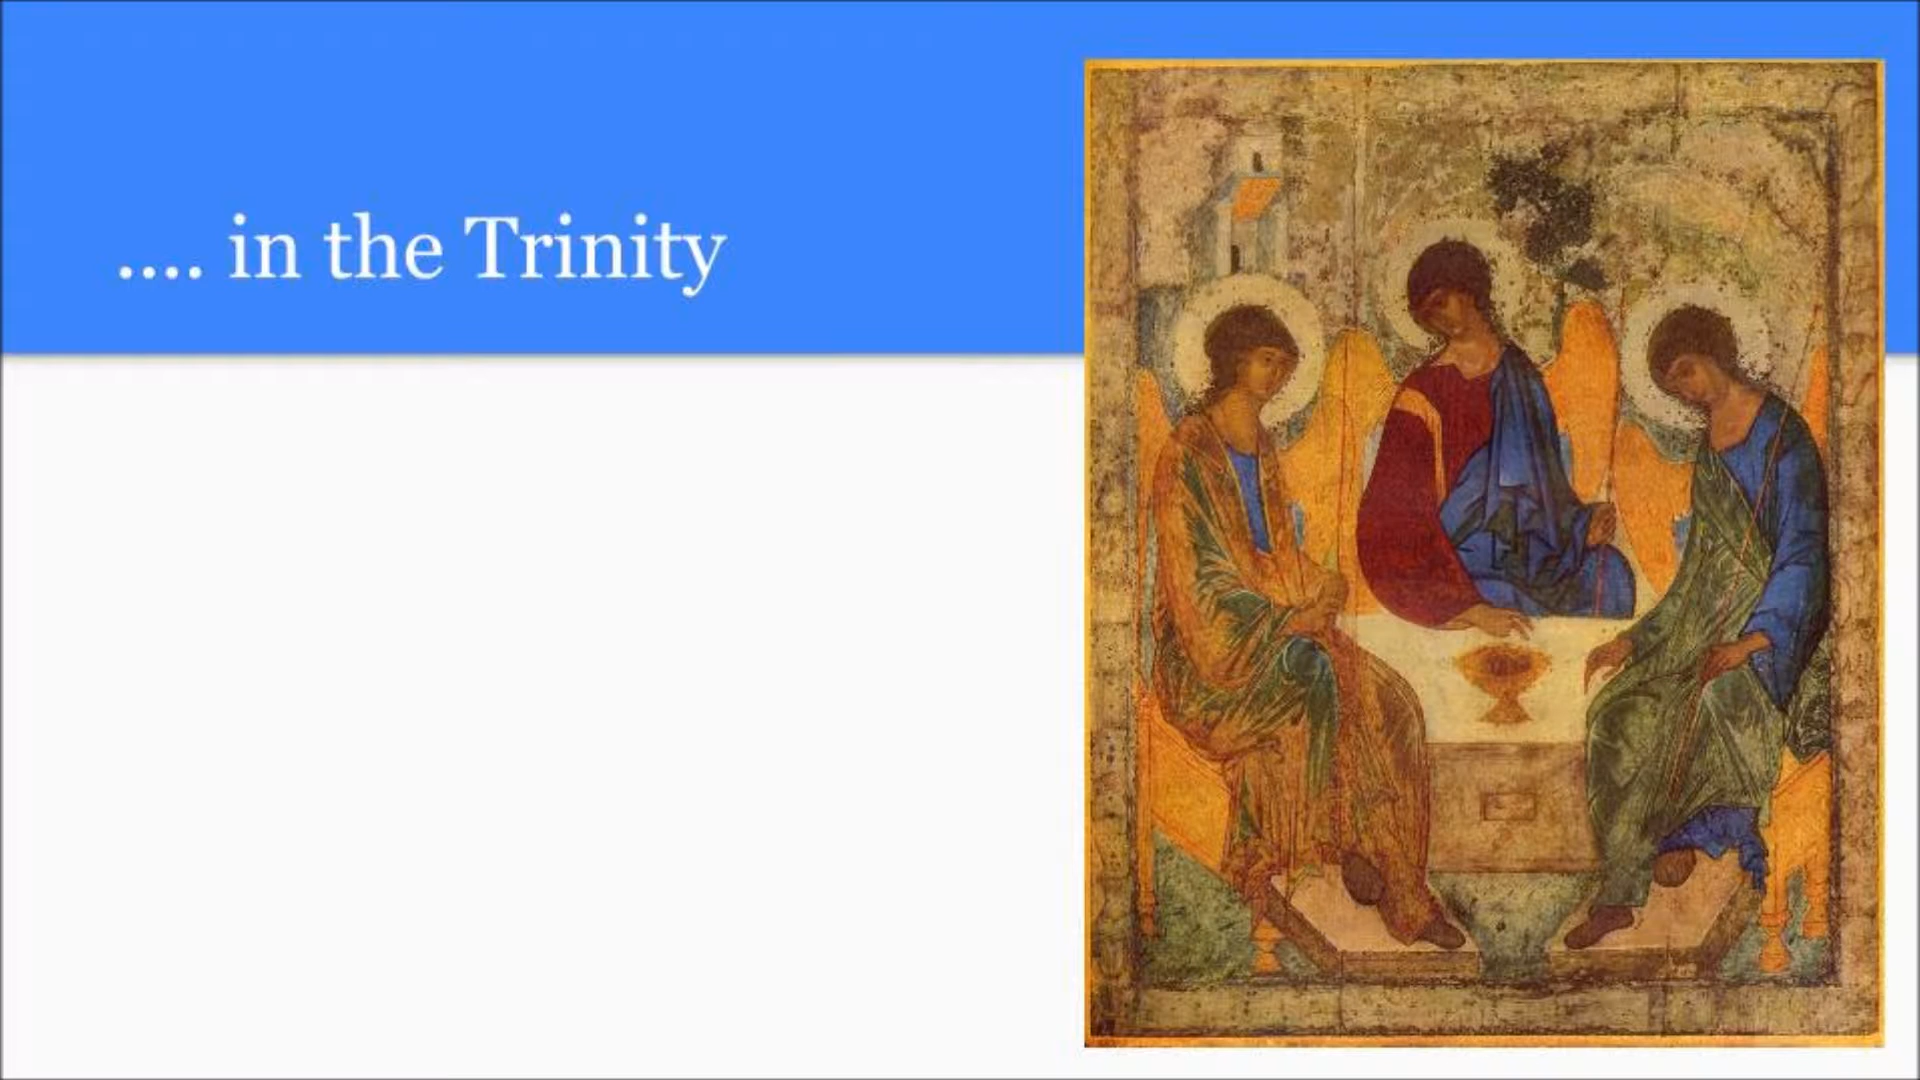 .... in the Trinity